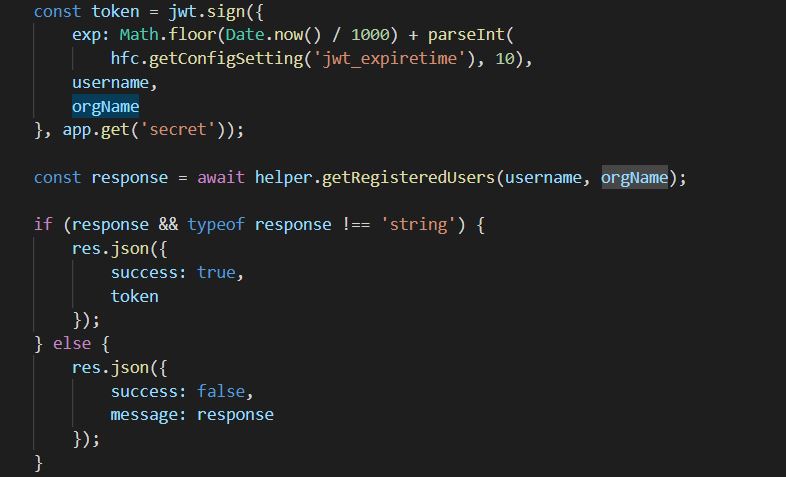 const token = jwt.sign({
    exp: Math.floor(Date.now() / 1000) + parseInt(
        hfc.getConfigSetting('jwt_expiretime'), 10),
    username,
    orgName
}, app.get('secret'));
const response = await helper.getRegisteredUsers(username, orgName);
if (response && typeof response !== 'string') {
    res.json({
        success: true,
        token
    });
} else {
    res.json({
        success: false,
        message: response
    });
}